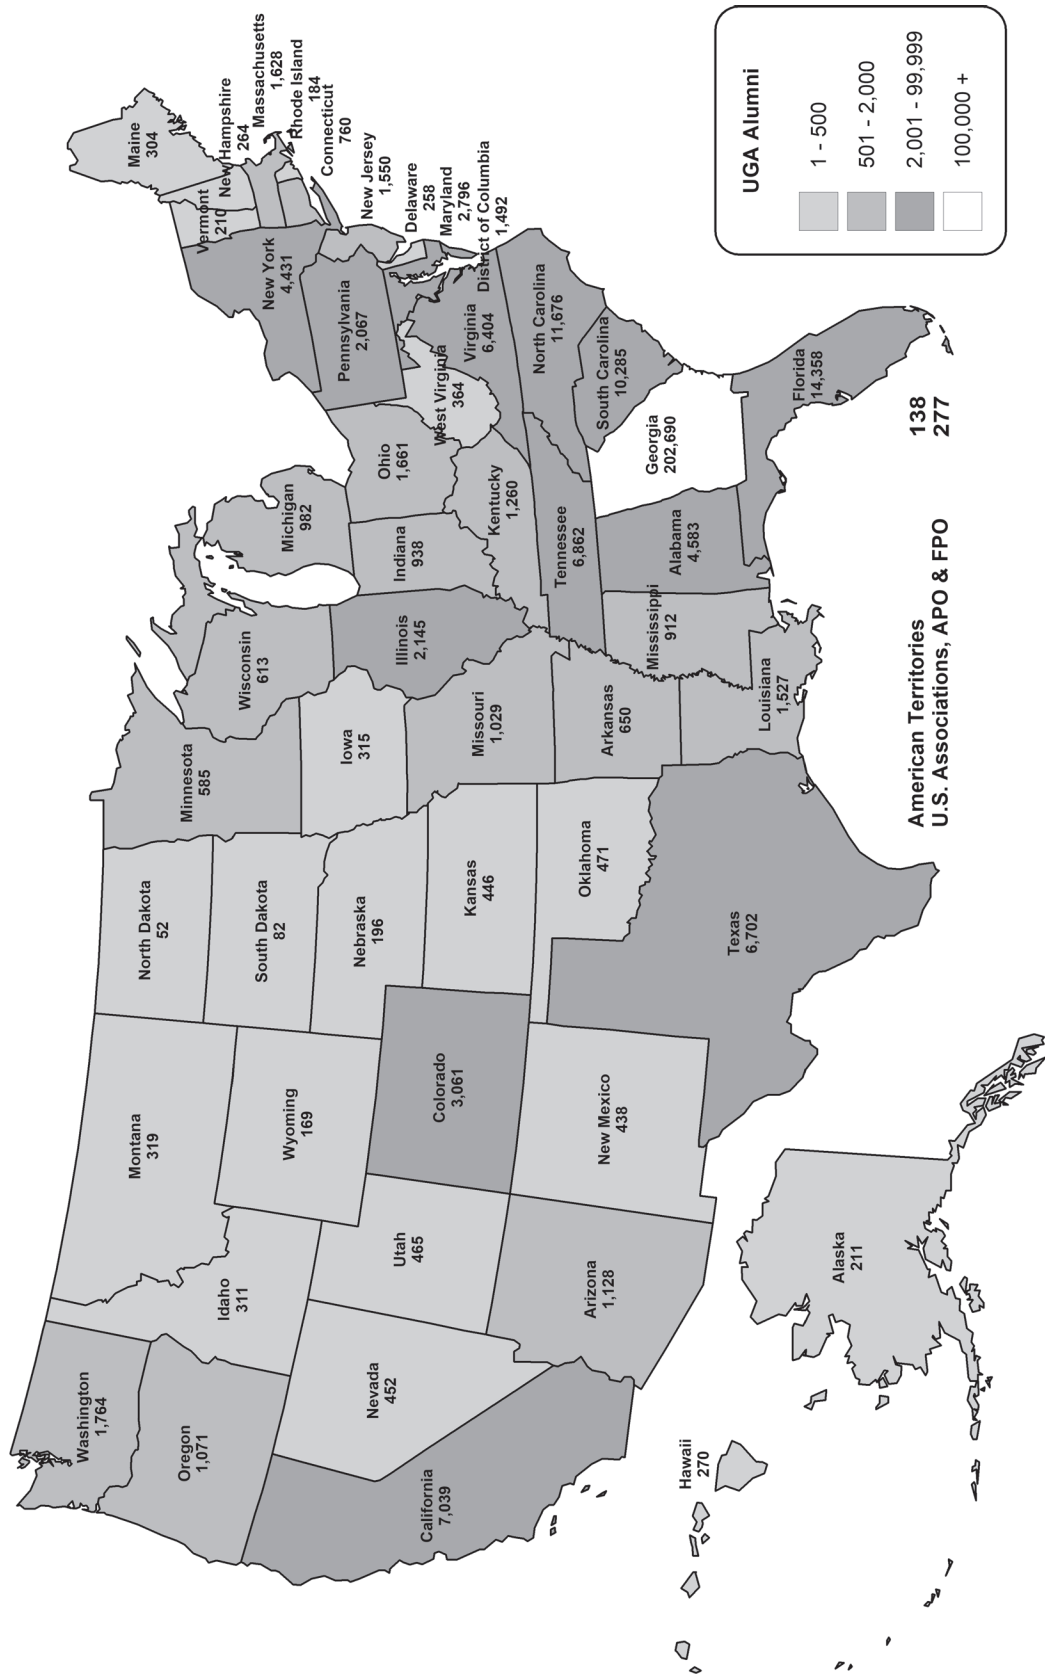 Maine
304
Vermont
210
New Hampshire
264
Massachusetts
1,628
Rhode Island
184
Connecticut
760
New York
4,431
New Jersey
1,550
Pennsylvania
2,067
Delaware
258
Maryland
2,796
District of Columbia
1,492
West Virginia
364
Virginia
6,404
North Carolina
11,676
South Carolina
10,285
Georgia
202,690
Florida
14,358
Ohio
1,661
Michigan
982
Indiana
938
Kentucky
1,260
Tennessee
6,862
Alabama
4,583
Mississippi
912
Wisconsin
613
Illinois
2,145
Minnesota
585
Iowa
315
Missouri
1,029
Arkansas
650
Louisiana
1,527
North Dakota
52
South Dakota
82
Nebraska
196
Kansas
446
Oklahoma
471
Texas
6,702
Montana
319
Wyoming
169
Colorado
3,061
New Mexico
438
Idaho
311
Utah
465
Arizona
1,128
Washington
1,764
Oregon
1,071
Nevada
452
California
7,039
Alaska
211
Hawaii
270
American Territories 138
U.S. Associations, APO & FPO 277
UGA Alumni
1 - 500
501 - 2,000
2,001 - 99,999
100,000 +